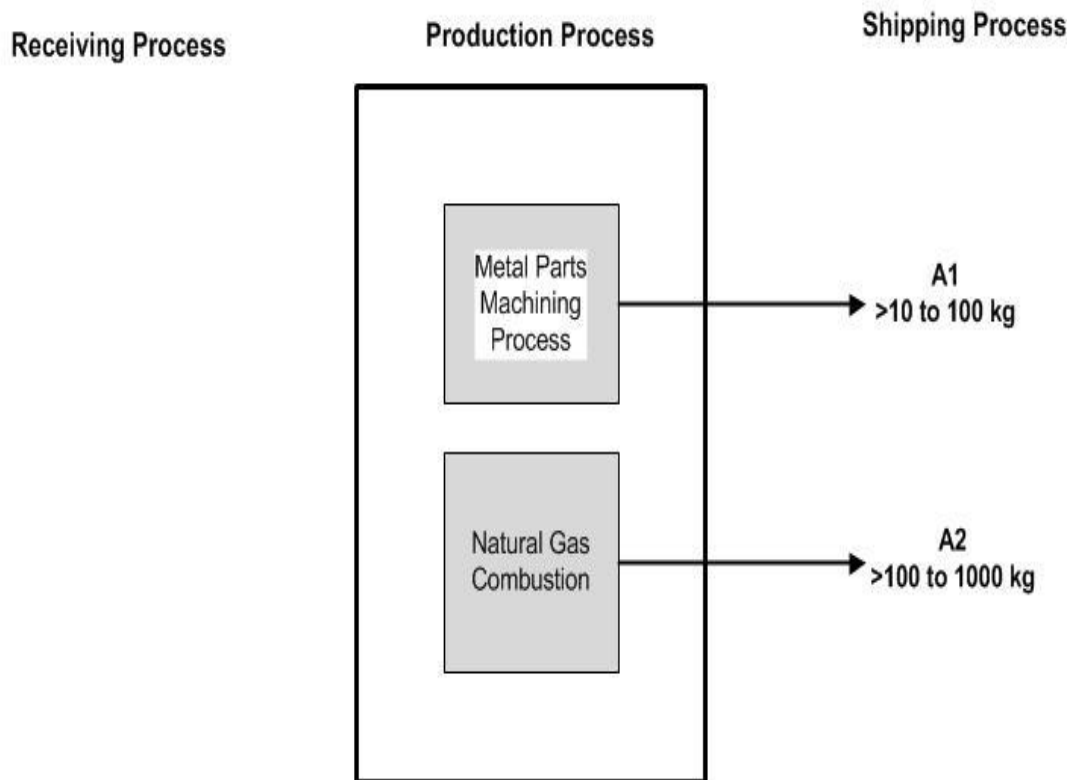 Receiving Process
Production Process
Shipping Process
Metal Parts
Machining
Process
A1
>10 to 100 kg
Natural Gas
Combustion
A2
>100 to 1000 kg